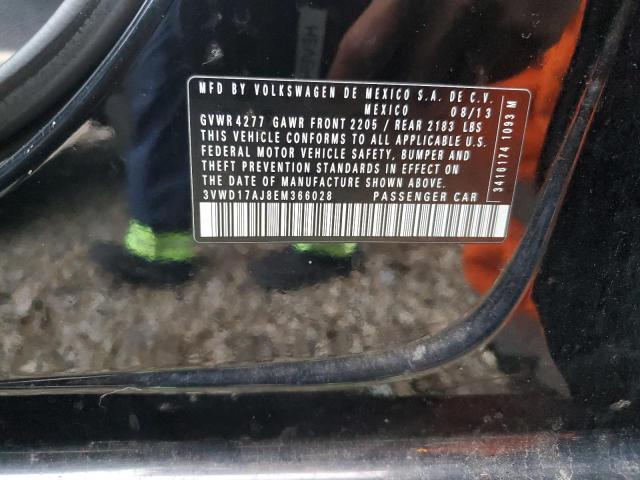 MFD BY VOLKSWAGEN DE MEXICO S.A. DE C.V.
MEXICO 08/13
GVWR 4277 GAWR FRONT 2205 / REAR 2183 LBS
THIS VEHICLE CONFORMS TO ALL APPLICABLE U.S.
FEDERAL MOTOR VEHICLE SAFETY, BUMPER AND
THEFT PREVENTION STANDARDS IN EFFECT ON
THE DATE OF MANUFACTURE SHOWN ABOVE.
3VWD17AJ8EM366028 PASSENGER CAR
3416174 1093 M